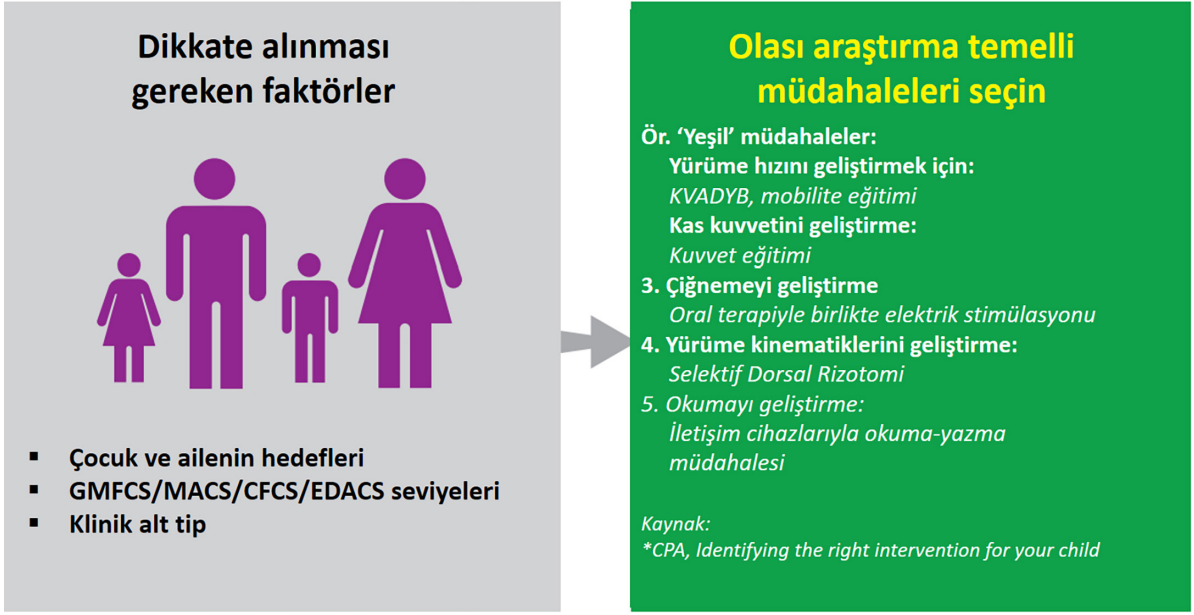 Dikkate alınması
gereken faktörler
▪ Çocuk ve ailenin hedefleri
▪ GMFCS/MACS/CFCS/EDACS seviyeleri
▪ Klinik alt tip
Olası araştırma temelli
müdahaleleri seçin
Ör. ‘Yeşil’ müdahaleler:
Yürüme hızını geliştirmek için:
KVADYB, mobilite eğitimi
Kas kuvvetini geliştirme:
Kuvvet eğitimi
3. Çiğnemeyi geliştirme
Oral terapiyle birlikte elektrik stimülasyonu
4. Yürüme kinematiklerini geliştirme:
Selektif Dorsal Rizotomi
5. Okumayı geliştirme:
İletişim cihazlarıyla okuma-yazma
müdahalesi
Kaynak:
*CPA, Identifying the right intervention for your child